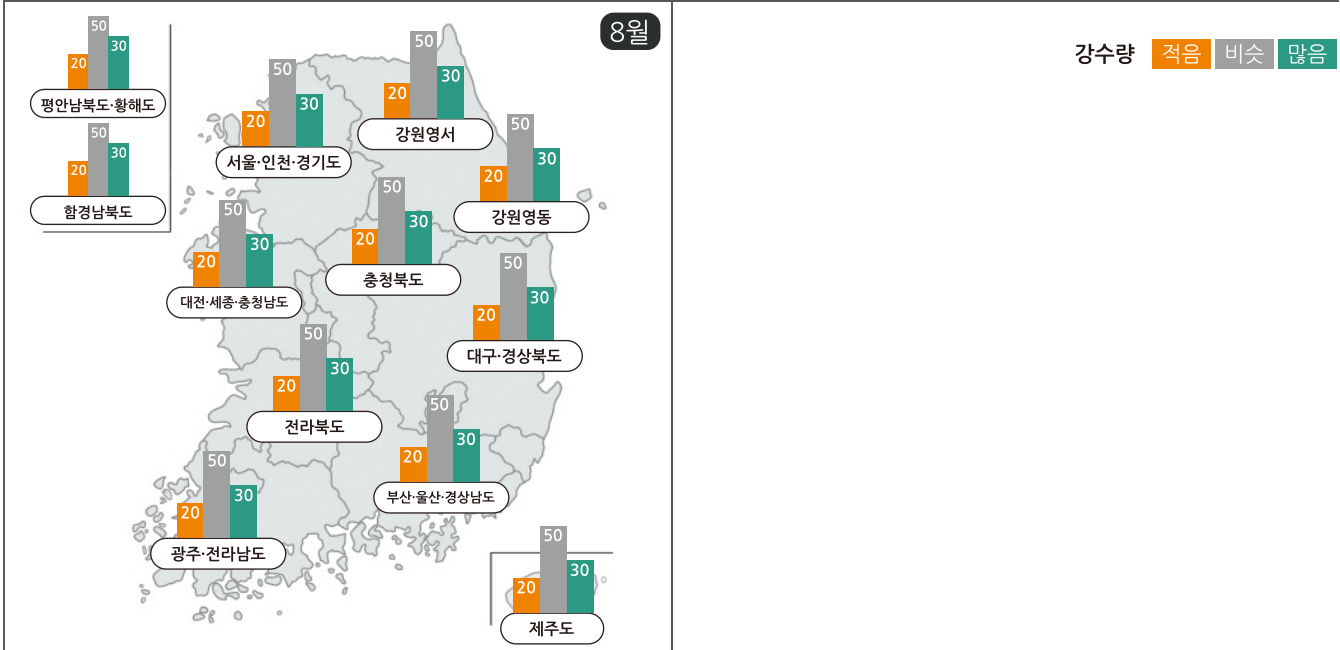 8월
강수량 적음 비슷 많음
20 50 30
평안남북도·황해도
20 50 30
함경남북도
20 50 30
서울·인천·경기도
20 50 30
강원영서
20 50 30
강원영동
20 50 30
대전·세종·충청남도
20 50 30
충청북도
20 50 30
대구·경상북도
20 50 30
전라북도
20 50 30
부산·울산·경상남도
20 50 30
광주·전라남도
20 50 30
제주도